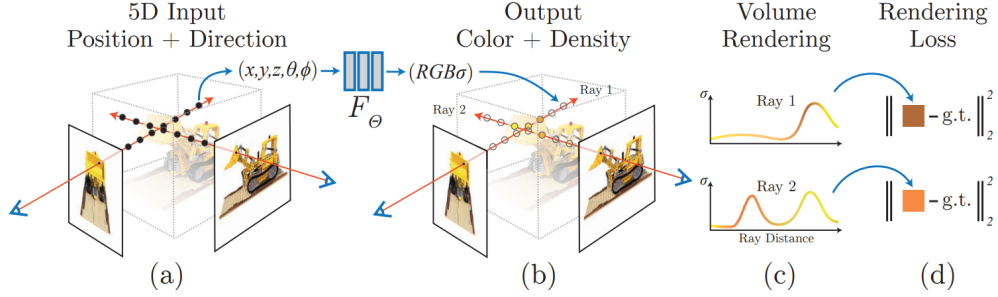 5D Input
Position + Direction
Output
Color + Density
Volume
Rendering
Rendering
Loss
(x,y,z,θ,ϕ)
F_Θ
(RGBσ)
Ray 1
Ray 2
σ
Ray 1
‖ – g.t. ‖²₂
σ
Ray 2
‖ – g.t. ‖²₂
Ray Distance
(a)
(b)
(c)
(d)